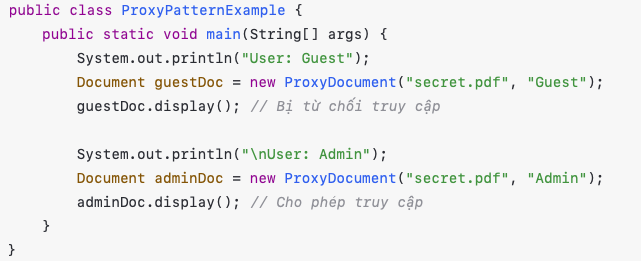 public class ProxyPatternExample {
    public static void main(String[] args) {
        System.out.println("User: Guest");
        Document guestDoc = new ProxyDocument("secret.pdf", "Guest");
        guestDoc.display(); // Bị từ chối truy cập

        System.out.println("\nUser: Admin");
        Document adminDoc = new ProxyDocument("secret.pdf", "Admin");
        adminDoc.display(); // Cho phép truy cập
    }
}